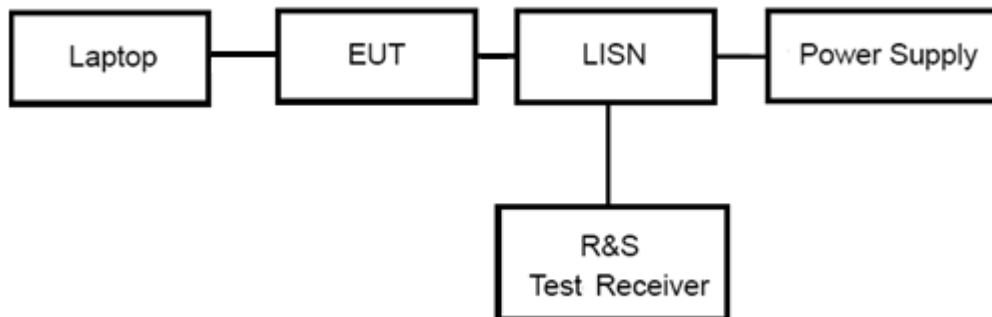 Laptop
EUT
LISN
Power Supply
R&S
Test Receiver